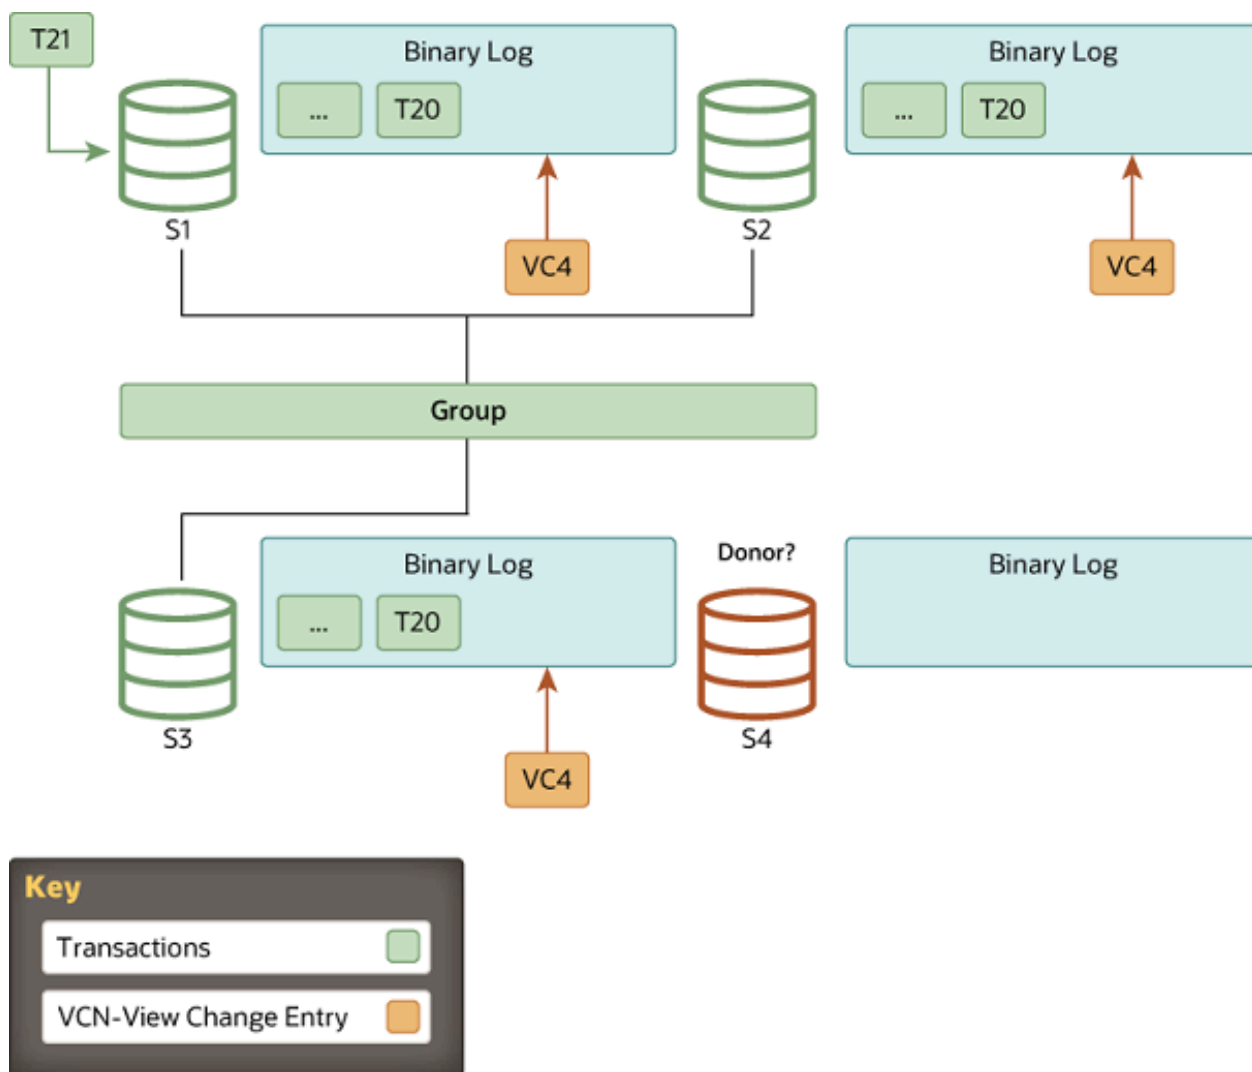 T21
Binary Log
... T20
S1
VC4
Binary Log
... T20
S2
VC4
Group
Binary Log
... T20
S3
VC4
Donor?
S4
Binary Log
Key
Transactions
VCN-View Change Entry